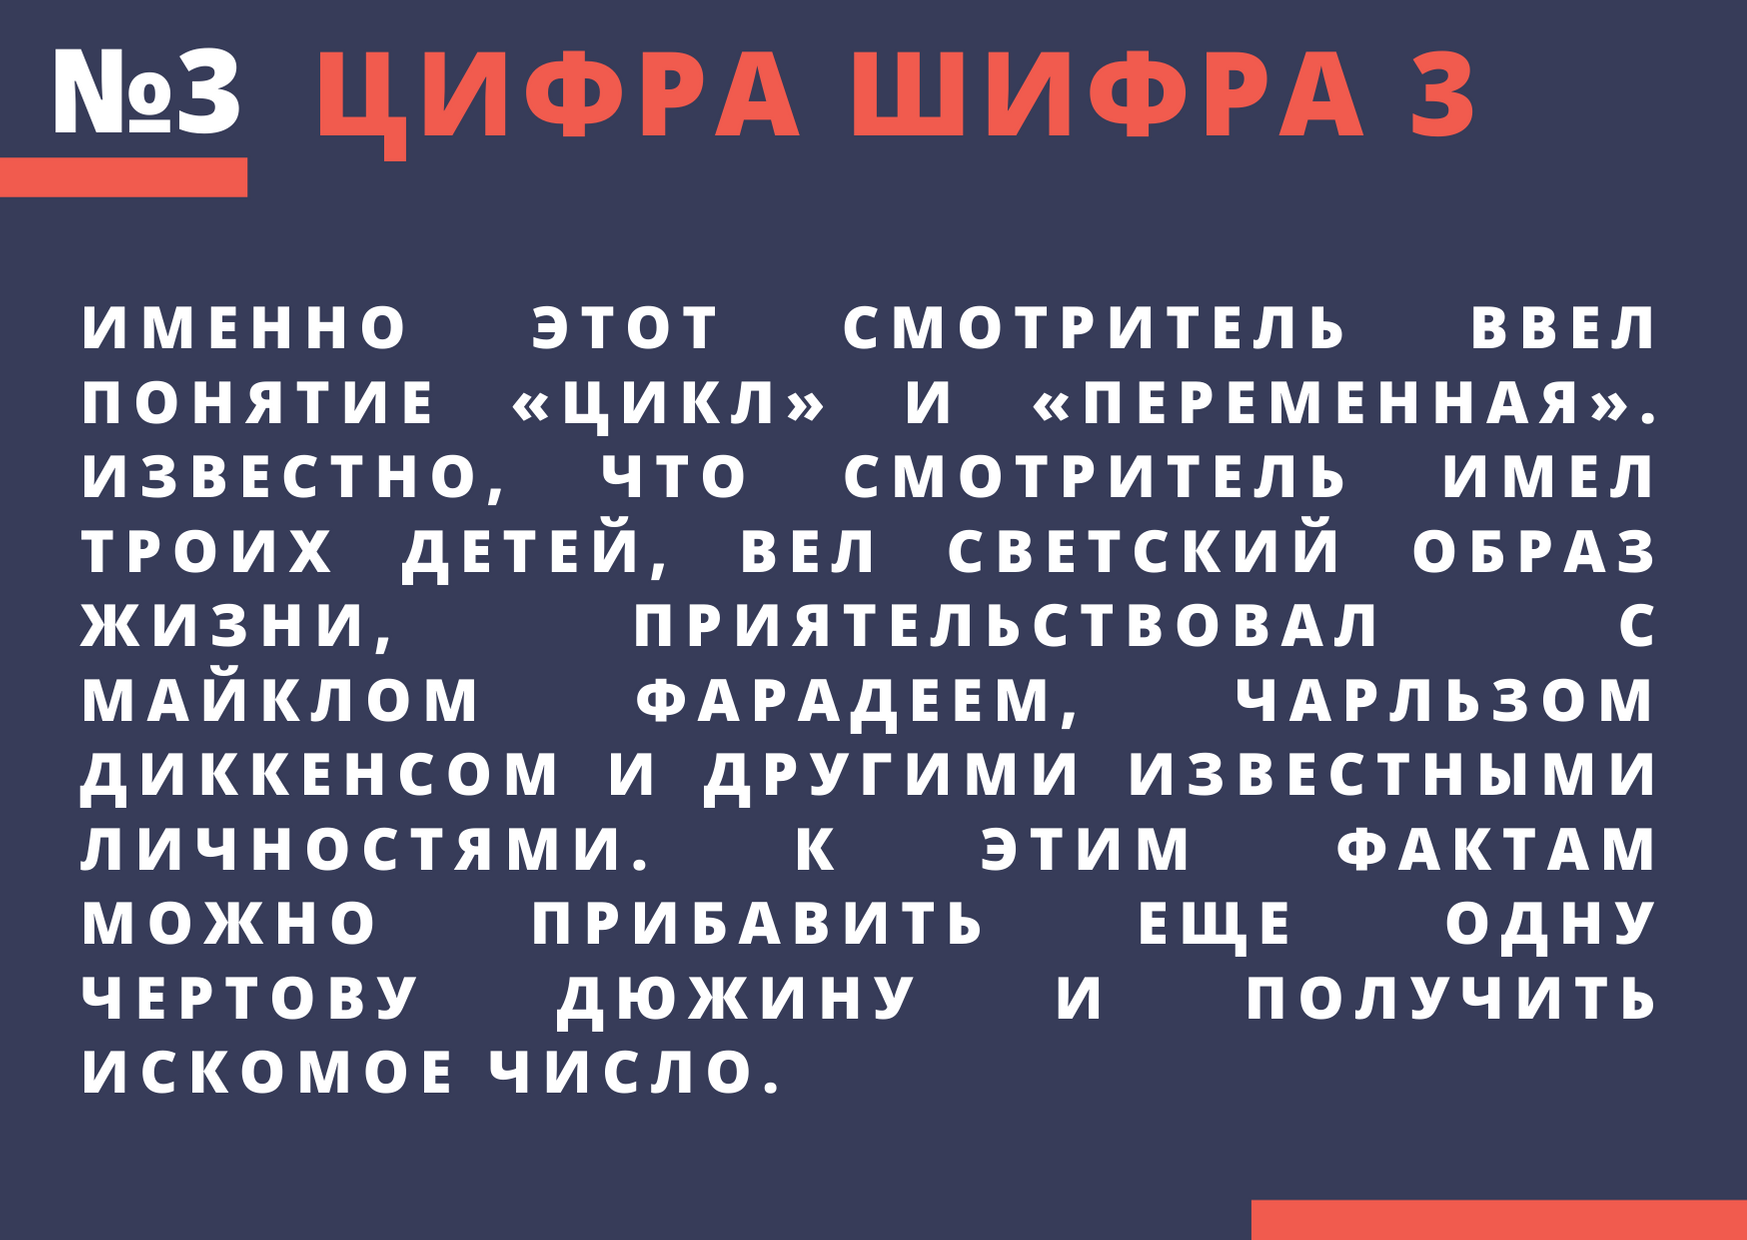 №3 ЦИФРА ШИФРА 3
ИМЕННО ЭТОТ СМОТРИТЕЛЬ ВВЕЛ
ПОНЯТИЕ «ЦИКЛ» И «ПЕРЕМЕННАЯ».
ИЗВЕСТНО, ЧТО СМОТРИТЕЛЬ ИМЕЛ
ТРОИХ ДЕТЕЙ, ВЕЛ СВЕТСКИЙ ОБРАЗ
ЖИЗНИ, ПРИЯТЕЛЬСТВОВАЛ С
МАЙКЛОМ ФАРАДЕЕМ, ЧАРЛЬЗОМ
ДИККЕНСОМ И ДРУГИМИ ИЗВЕСТНЫМИ
ЛИЧНОСТЯМИ. К ЭТИМ ФАКТАМ
МОЖНО ПРИБАВИТЬ ЕЩЕ ОДНУ
ЧЕРТОВУ ДЮЖИНУ И ПОЛУЧИТЬ
ИСКОМОЕ ЧИСЛО.